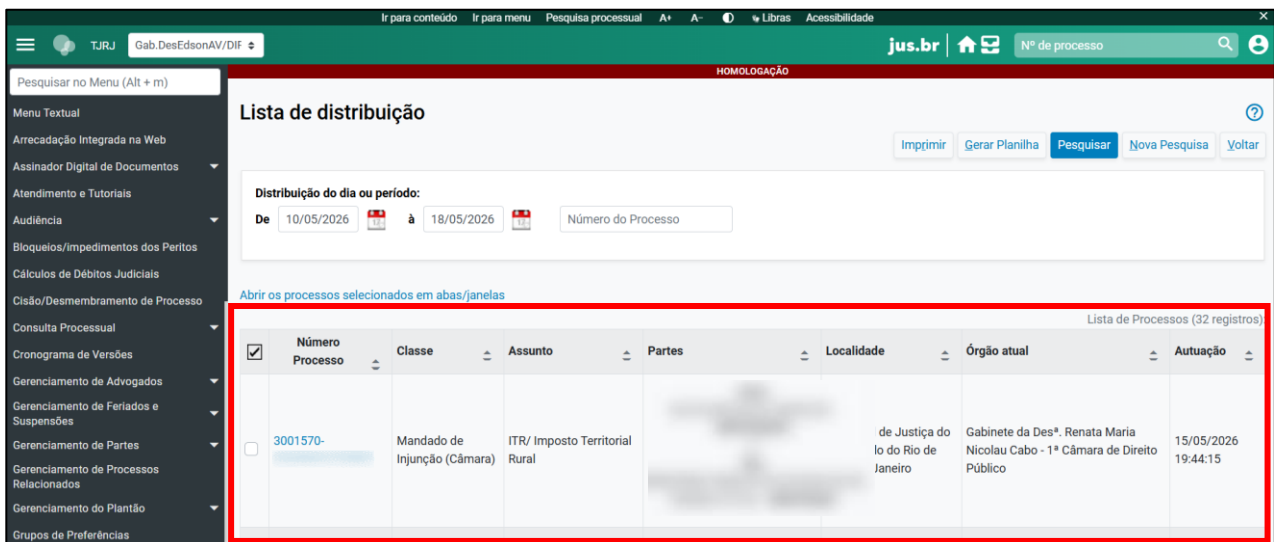 Ir para conteúdo Ir para menu Pesquisa processual A+ A- Libras Acessibilidade ×
TJRJ Gab.DesEdsonAV/DIF jus.br Nº de processo
HOMOLOGAÇÃO
Pesquisar no Menu (Alt + m)
Menu Textual
Arrecadação Integrada na Web
Assinador Digital de Documentos
Atendimento e Tutoriais
Audiência
Bloqueios/impedimentos dos Peritos
Cálculos de Débitos Judiciais
Cisão/Desmembramento de Processo
Consulta Processual
Cronograma de Versões
Gerenciamento de Advogados
Gerenciamento de Feriados e
Suspensões
Gerenciamento de Partes
Gerenciamento de Processos
Relacionados
Gerenciamento do Plantão
Grupos de Preferências
Lista de distribuição
Imprimir Gerar Planilha Pesquisar Nova Pesquisa Voltar
Distribuição do dia ou período:
De 10/05/2026 à 18/05/2026 Número do Processo
Abrir os processos selecionados em abas/janelas
Lista de Processos (32 registros):
Número
Processo
Classe Assunto Partes Localidade Órgão atual Autuação
3001570-
Mandado de
Injunção (Câmara)
ITR/ Imposto Territorial
Rural
de Justiça do
lo do Rio de
Janeiro
Gabinete da Desª. Renata Maria
Nicolau Cabo - 1ª Câmara de Direito
Público
15/05/2026
19:44:15